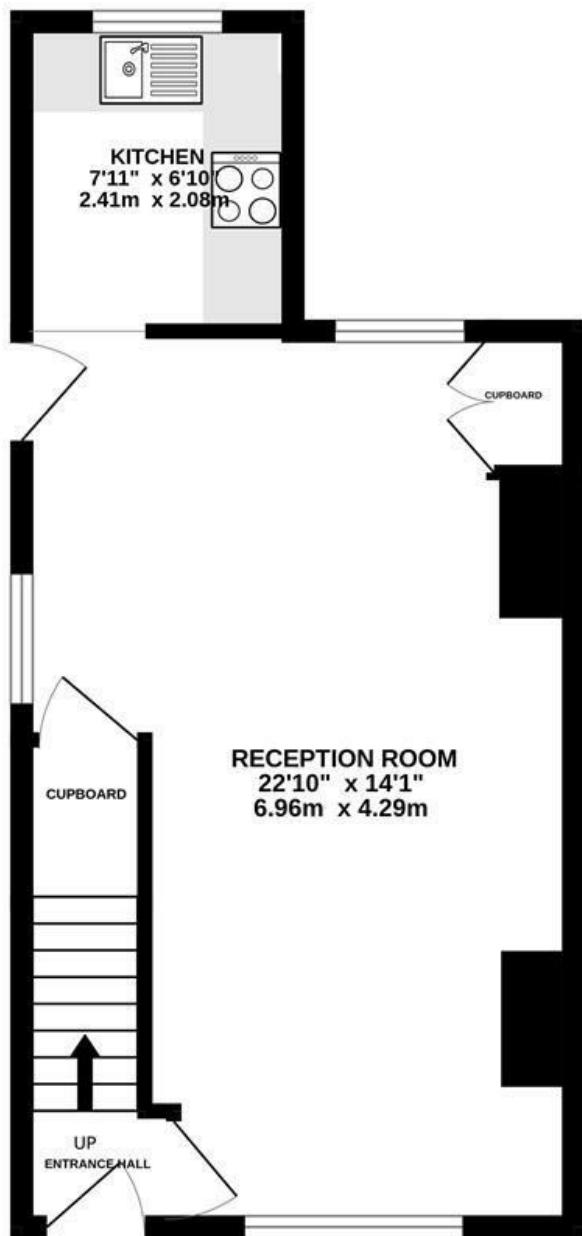 KITCHEN
7'11" x 6'10"
2.41m x 2.08m
CUPBOARD
RECEPTION ROOM
22'10" x 14'1"
6.96m x 4.29m
CUPBOARD
UP
ENTRANCE HALL